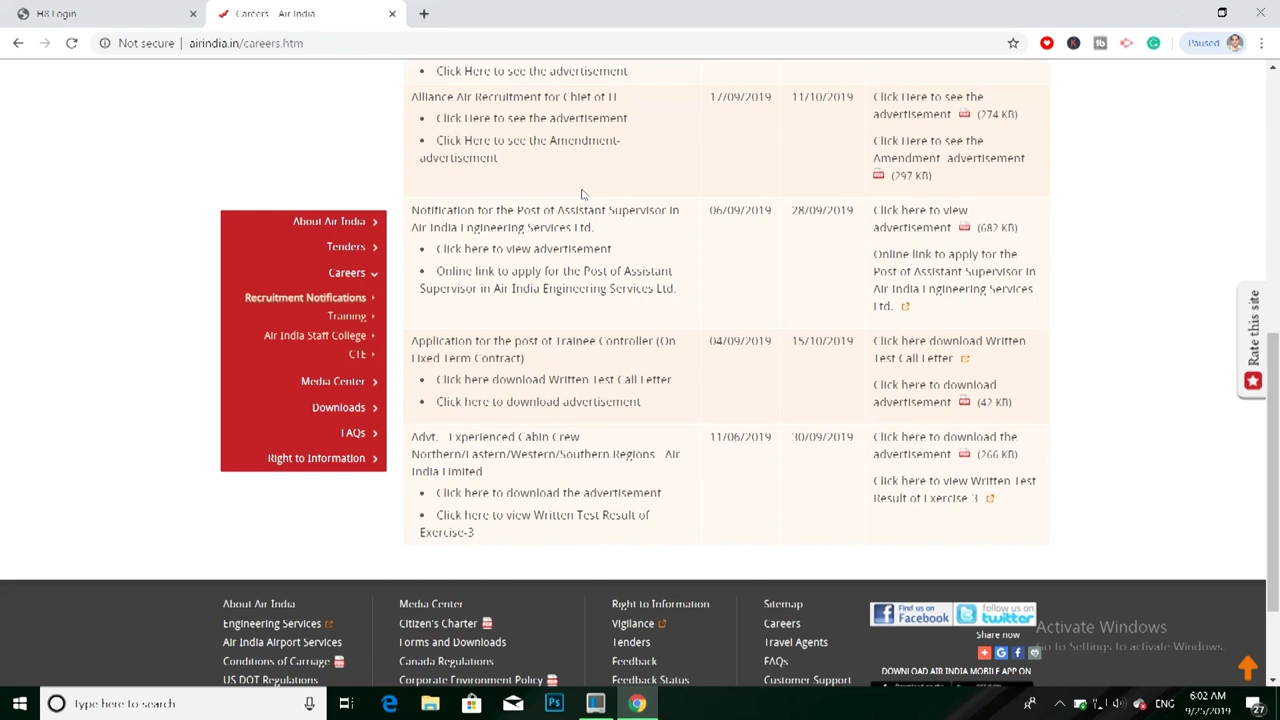 H8 Login
Careers - Air India
Not secure | airindia.in/careers.htm
Paused
Click Here to see the advertisement
Alliance Air Recruitment for Chief of IT
17/09/2019
11/10/2019
Click Here to see the
advertisement (274 KB)
Click Here to see the advertisement
Click Here to see the Amendment-
advertisement
Click Here to see the
Amendment advertisement
(297 KB)
Notification for the Post of Assistant Supervisor in
Air India Engineering Services Ltd.
06/09/2019
28/09/2019
Click here to view
advertisement (682 KB)
Click here to view advertisement
Online link to apply for the Post of Assistant
Supervisor in Air India Engineering Services Ltd.
Online link to apply for the
Post of Assistant Supervisor in
Air India Engineering Services
Ltd.
Application for the post of Trainee Controller (On
Fixed Term Contract)
04/09/2019
15/10/2019
Click here download Written
Test Call Letter
Click here download Written Test Call Letter
Click here to download advertisement
Click here to download
advertisement (42 KB)
Advt. Experienced Cabin Crew
Northern/Eastern/Western/Southern Regions Air
India Limited
11/06/2019
30/09/2019
Click here to download the
advertisement (266 KB)
Click here to download the advertisement
Click here to view Written Test Result of
Exercise-3
Click here to view Written Test
Result of Exercise 3
About Air India
Tenders
Careers
Recruitment Notifications
Training
Air India Staff College
CTE
Media Center
Downloads
FAQs
Right to Information
Rate this site
About Air India
Engineering Services
Air India Airport Services
Conditions of Carriage
US DOT Regulations
Media Center
Citizen's Charter
Forms and Downloads
Canada Regulations
Corporate Environment Policy
Right to Information
Vigilance
Tenders
Feedback
Feedback Status
Sitemap
Careers
Travel Agents
FAQs
Customer Support
Find us on
Facebook
follow us on
twitter
Share now
DOWNLOAD AIR INDIA MOBILE APP ON
Activate Windows
Go to Settings to activate Windows.
Type here to search
ENG
6:02 AM
9/25/2019
27